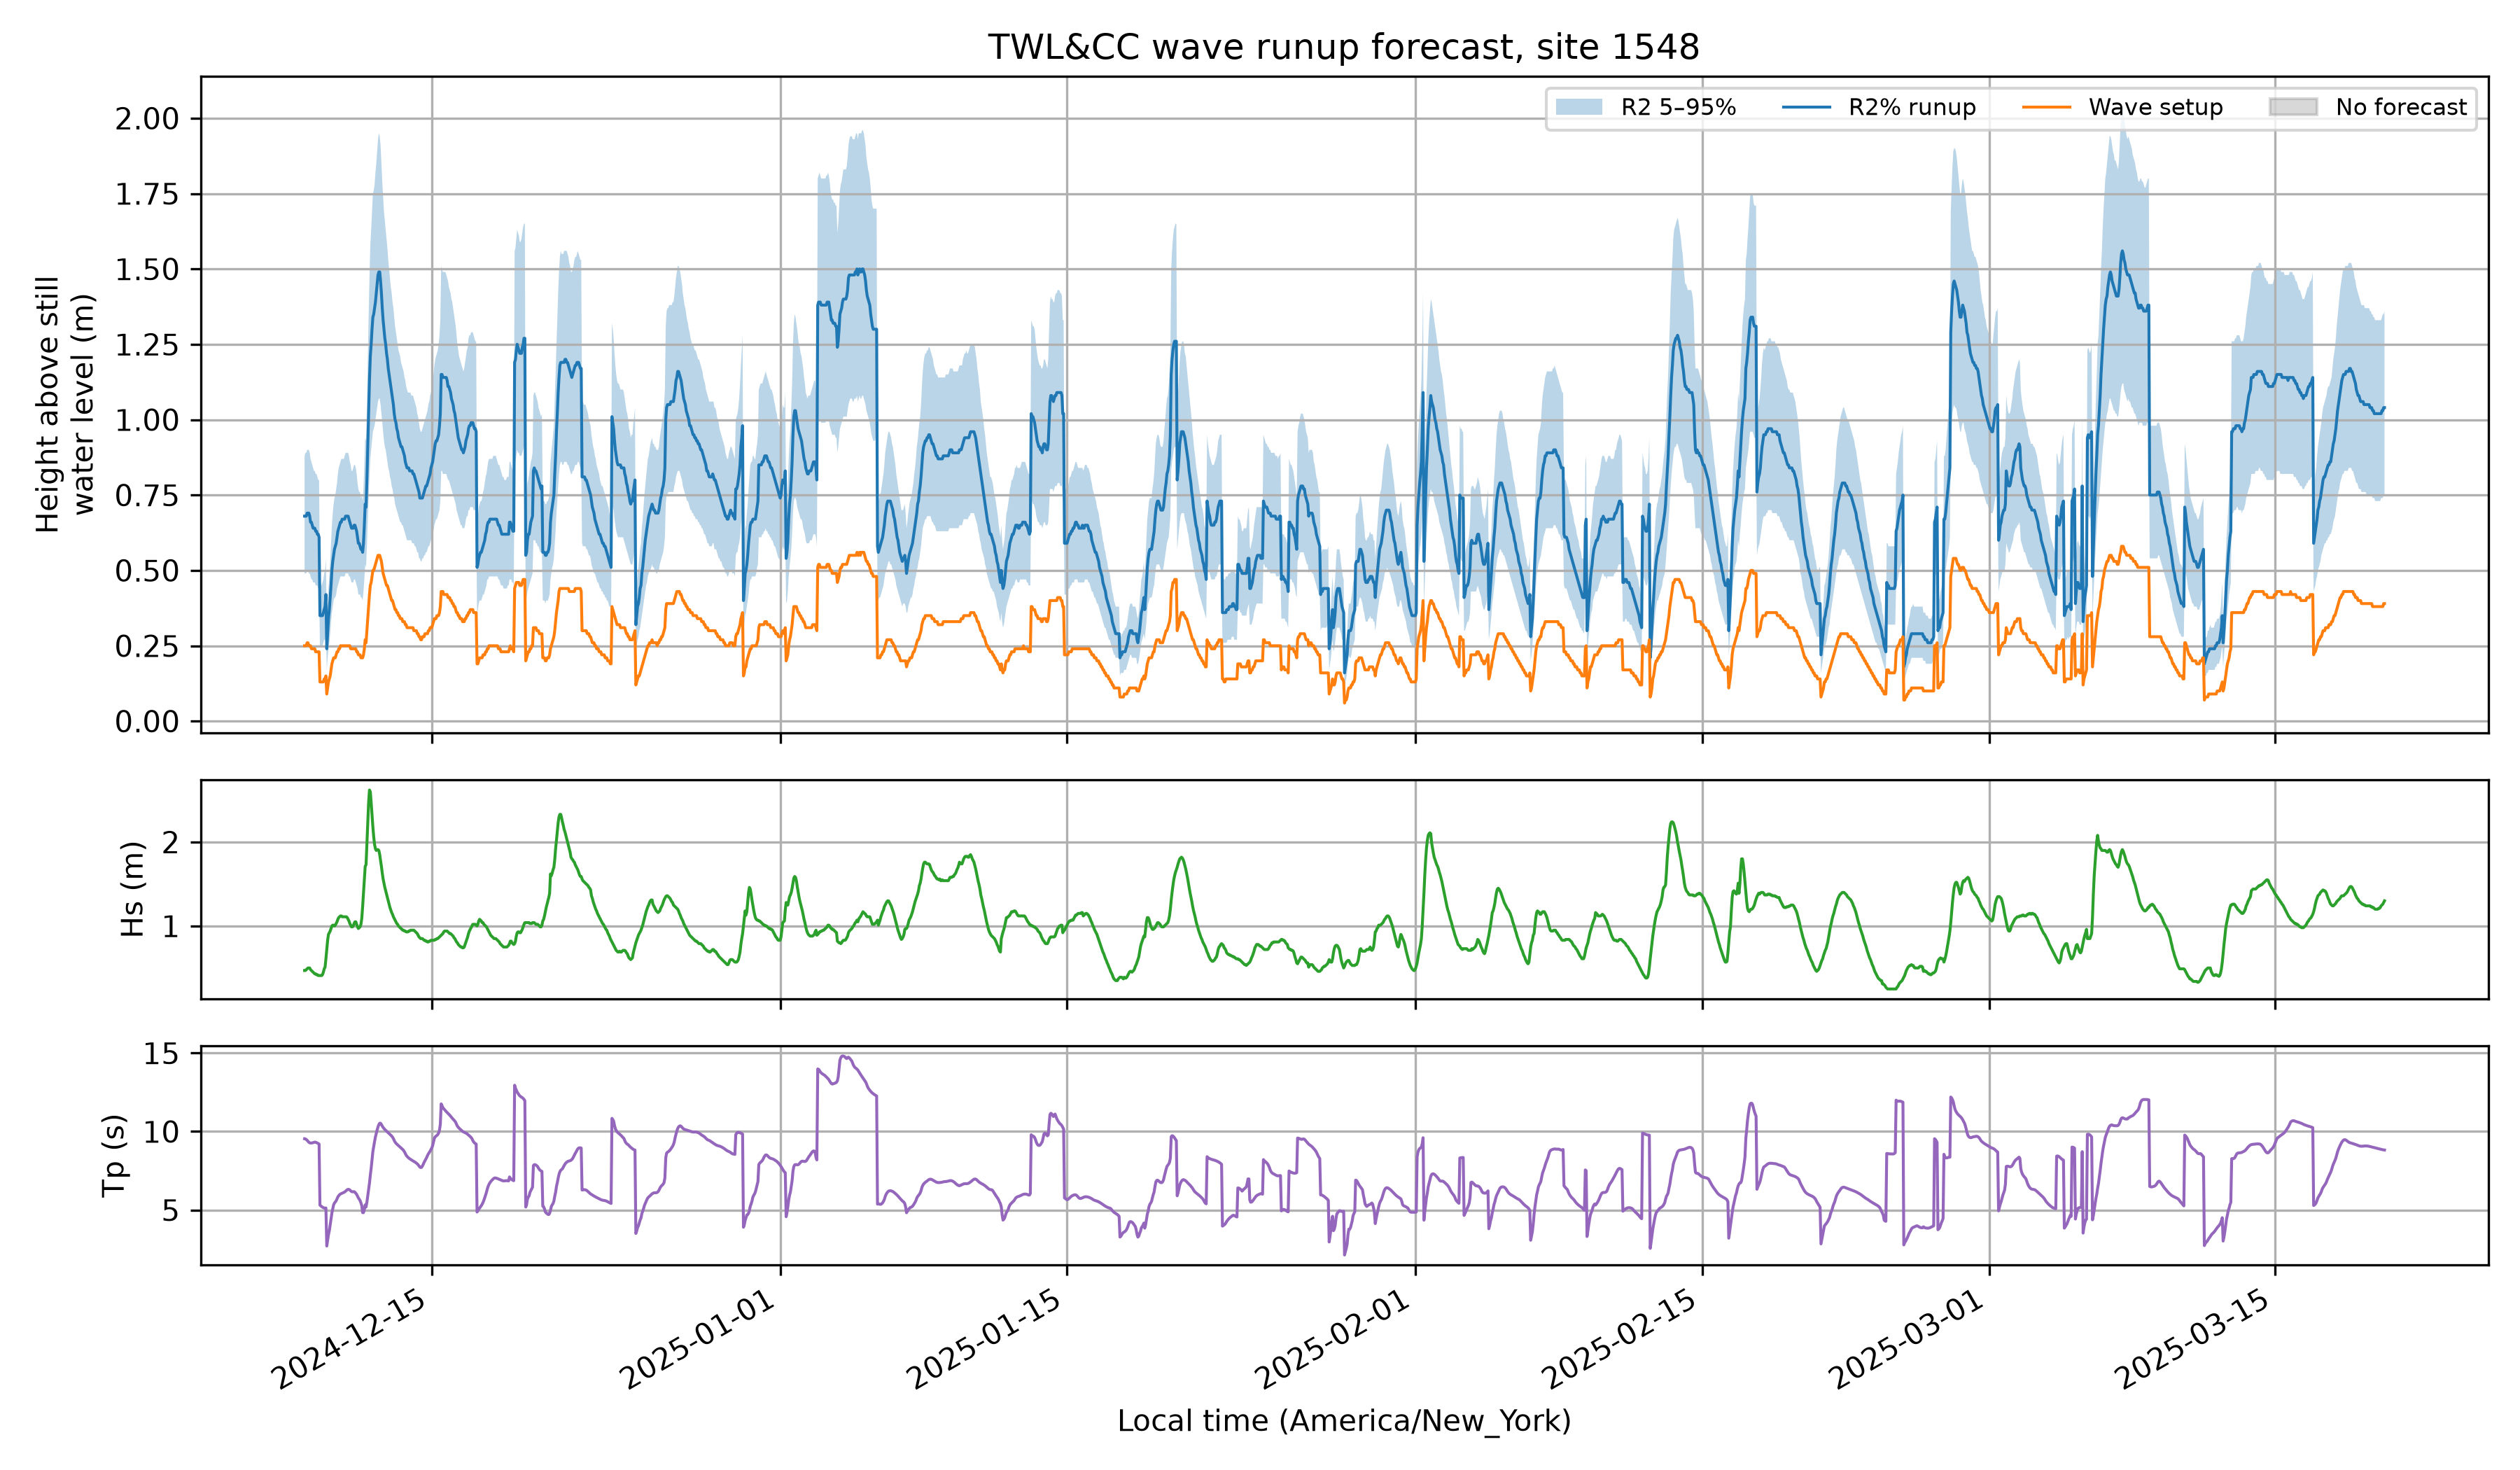 TWL&CC wave runup forecast, site 1548
R2 5–95%
R2% runup
Wave setup
No forecast
Height above still
water level (m)
2.00
1.75
1.50
1.25
1.00
0.75
0.50
0.25
0.00
Hs (m)
2
1
Tp (s)
15
10
5
2024-12-15
2025-01-01
2025-01-15
2025-02-01
2025-02-15
2025-03-01
2025-03-15
Local time (America/New_York)